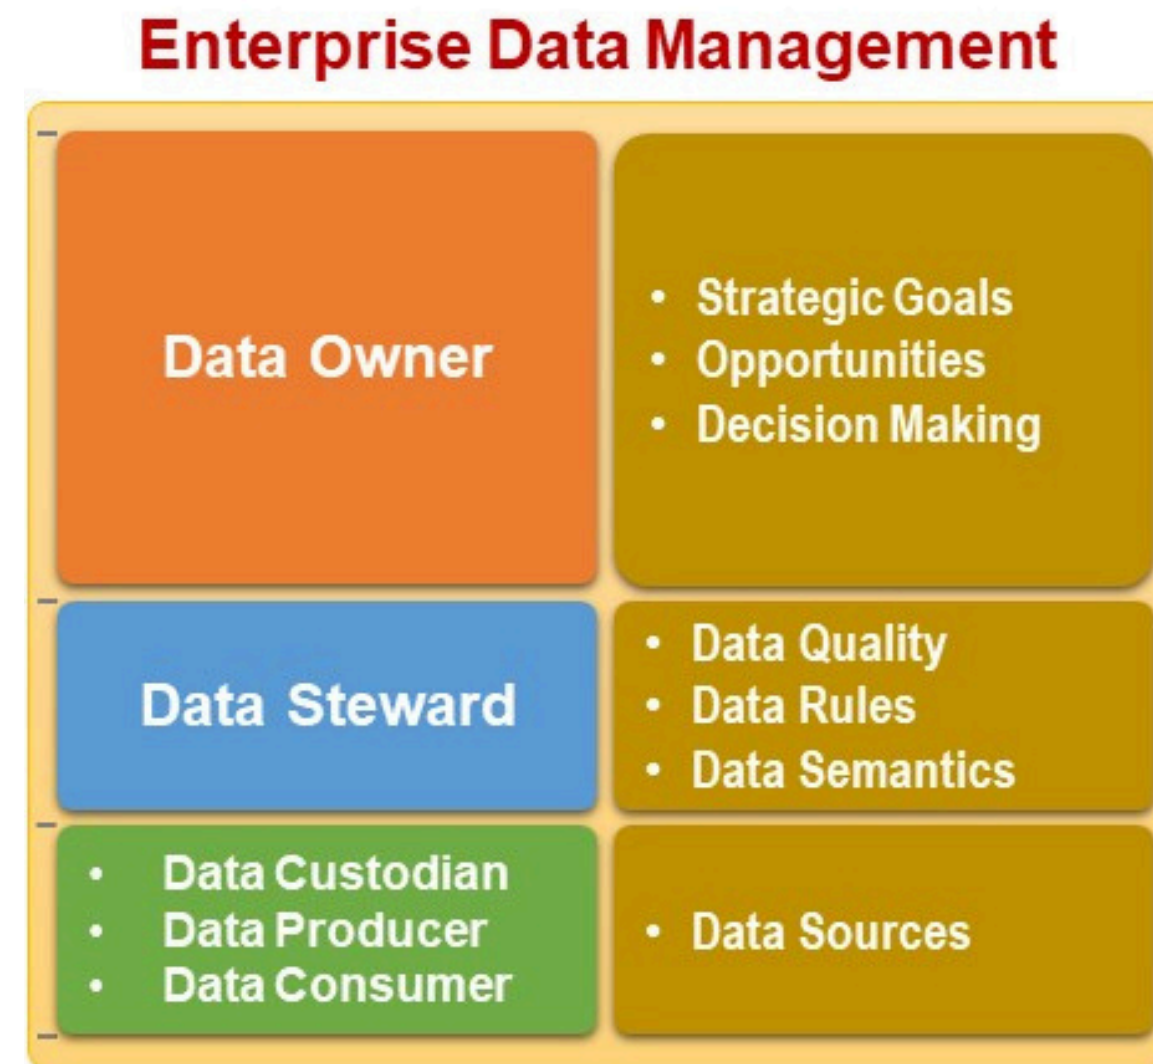 Enterprise Data Management
Data Owner
• Strategic Goals
• Opportunities
• Decision Making
Data Steward
• Data Quality
• Data Rules
• Data Semantics
• Data Custodian
• Data Producer
• Data Consumer
• Data Sources